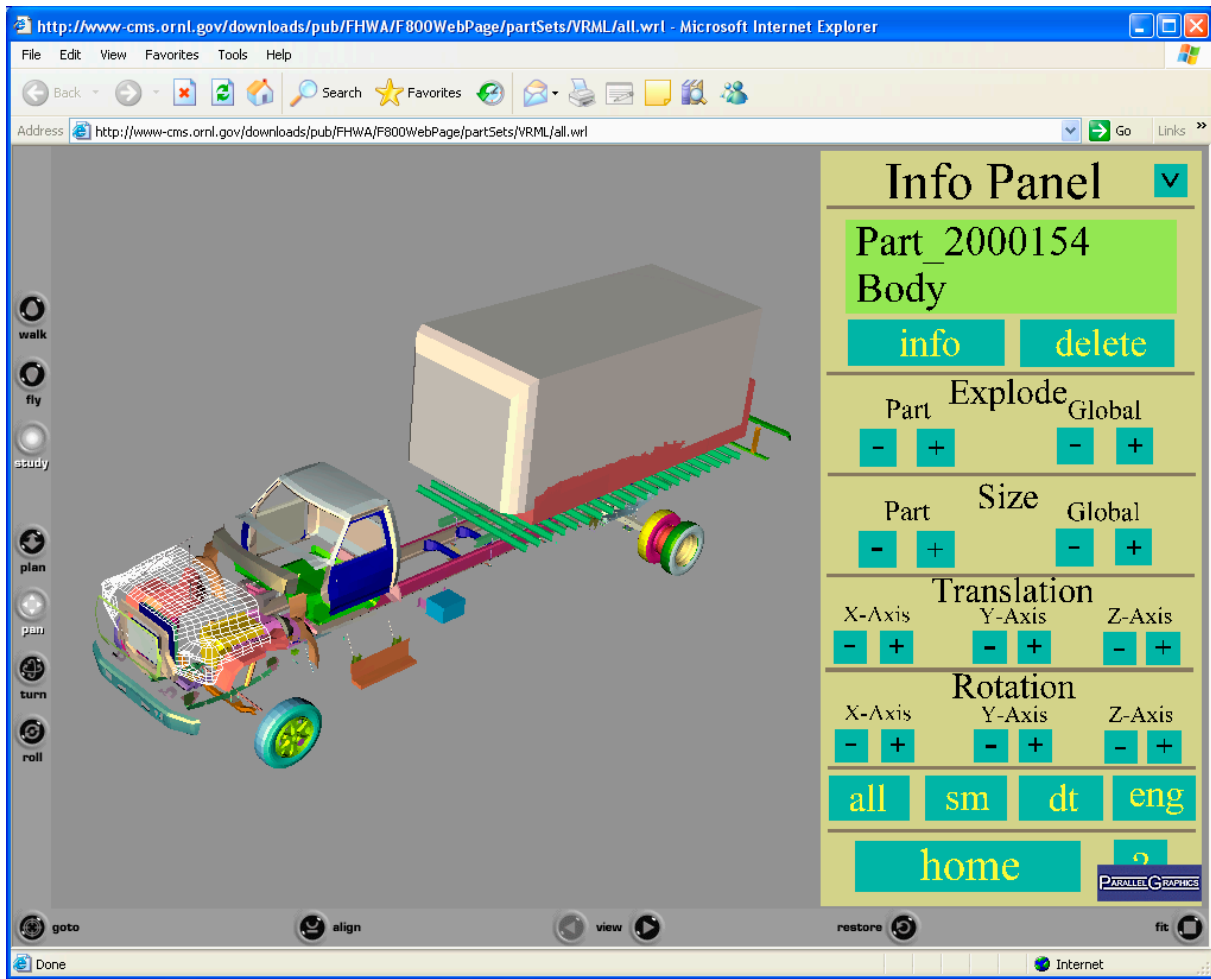 http://www-cms.ornl.gov/downloads/pub/FHWA/F800WebPage/partSets/VRML/all.wrl - Microsoft Internet Explorer
File Edit View Favorites Tools Help
Back Search Favorites
Address http://www-cms.ornl.gov/downloads/pub/FHWA/F800WebPage/partSets/VRML/all.wrl Go Links »
walk
fly
study
plan
pan
turn
roll
Info Panel V
Part_2000154
Body
info delete
Explode
Part Global
- + - +
Size
Part Global
- + - +
Translation
X-Axis Y-Axis Z-Axis
- + - + - +
Rotation
X-Axis Y-Axis Z-Axis
- + - + - +
all sm dt eng
home ?
PARALLELGRAPHICS
goto align view restore fit
Done Internet